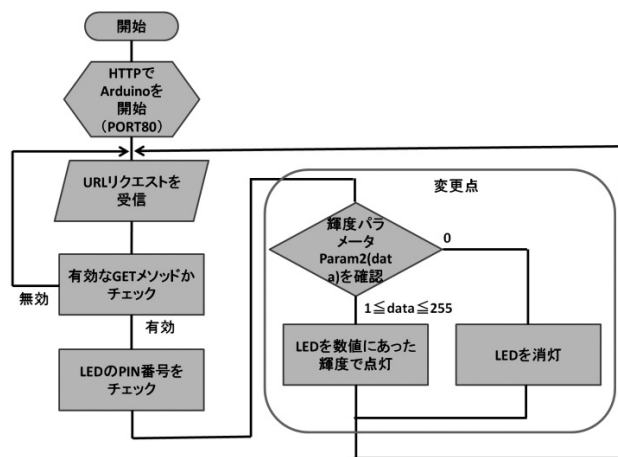 開始
HTTPで
Arduinoを
開始
（PORT80）
URLリクエストを
受信
有効なGETメソッドか
チェック
無効
有効
LEDのPIN番号を
チェック
変更点
輝度パラ
メータ
Param2(dat
a)を確認
0
1≦data≦255
LEDを数値にあった
輝度で点灯
LEDを消灯